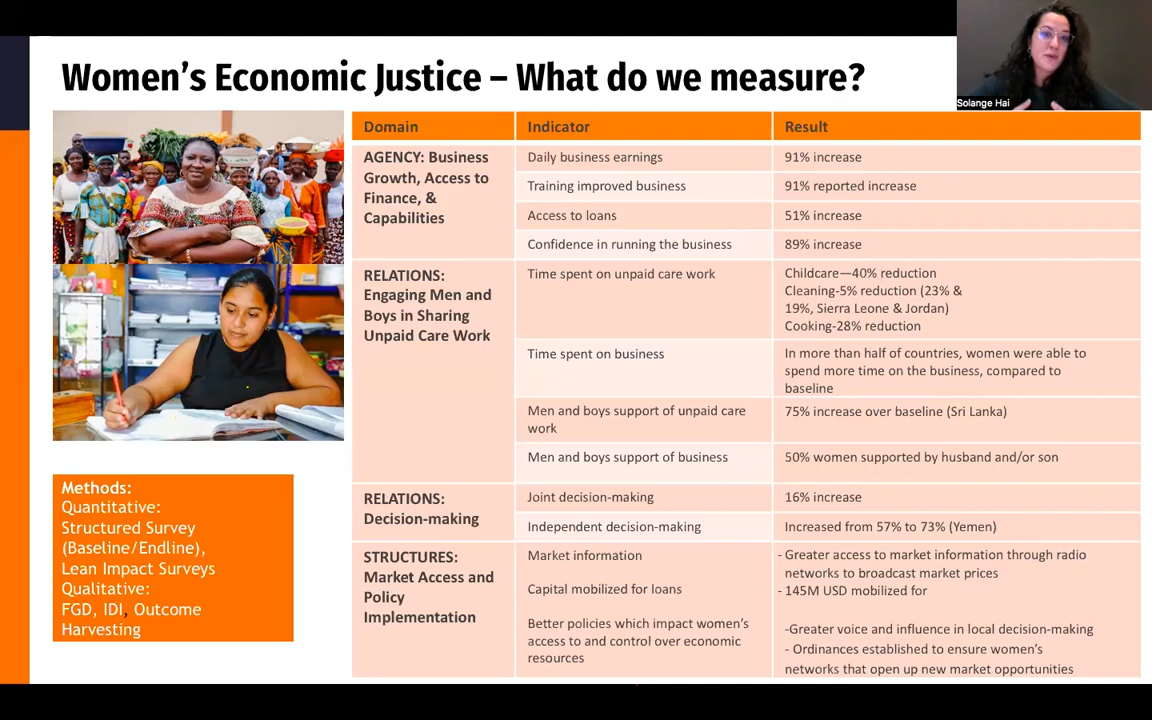 Women's Economic Justice – What do we measure?
Solange Hai
Domain
Indicator
Result
AGENCY: Business
Growth, Access to
Finance, &
Capabilities
Daily business earnings
91% increase
Training improved business
91% reported increase
Access to loans
51% increase
Confidence in running the business
89% increase
RELATIONS:
Engaging Men and
Boys in Sharing
Unpaid Care Work
Time spent on unpaid care work
Childcare—40% reduction
Cleaning-5% reduction (23% &
19%, Sierra Leone & Jordan)
Cooking-28% reduction
Time spent on business
In more than half of countries, women were able to
spend more time on the business, compared to
baseline
Men and boys support of unpaid care
work
75% increase over baseline (Sri Lanka)
Men and boys support of business
50% women supported by husband and/or son
RELATIONS:
Decision-making
Joint decision-making
16% increase
Independent decision-making
Increased from 57% to 73% (Yemen)
STRUCTURES:
Market Access and
Policy
Implementation
Market information
Capital mobilized for loans
Better policies which impact women's
access to and control over economic
resources
- Greater access to market information through radio
networks to broadcast market prices
- 145M USD mobilized for
-Greater voice and influence in local decision-making
- Ordinances established to ensure women's
networks that open up new market opportunities
Methods:
Quantitative:
Structured Survey
(Baseline/Endline),
Lean Impact Surveys
Qualitative:
FGD, IDI, Outcome
Harvesting